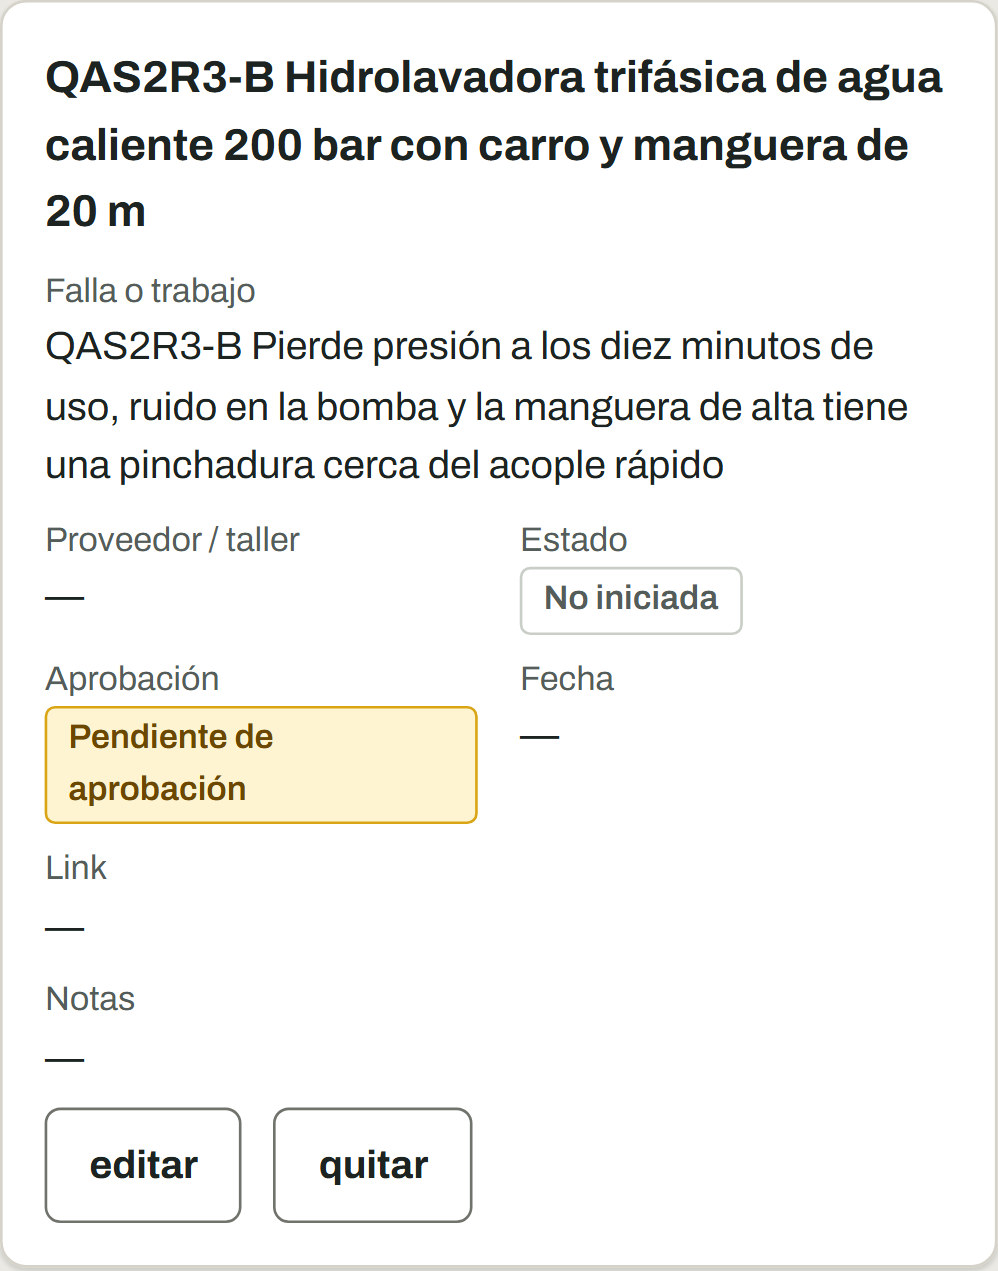 QAS2R3-B Hidrolavadora trifásica de agua
caliente 200 bar con carro y manguera de
20 m
Falla o trabajo
QAS2R3-B Pierde presión a los diez minutos de
uso, ruido en la bomba y la manguera de alta tiene
una pinchadura cerca del acople rápido
Proveedor / taller
—
Estado
No iniciada
Aprobación
Pendiente de
aprobación
Fecha
—
Link
—
Notas
—
editar
quitar